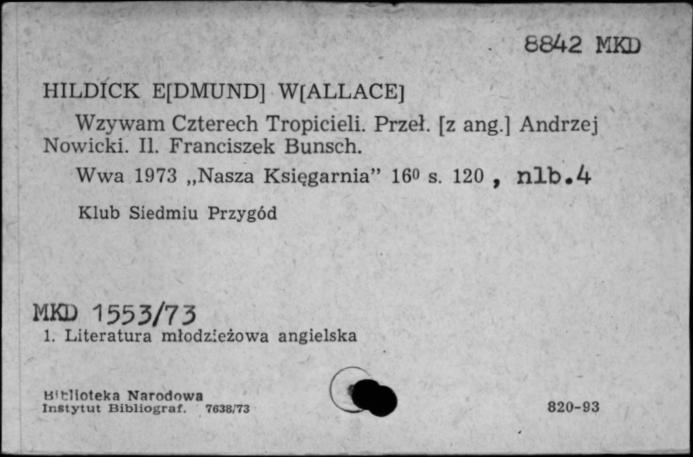 8842 MKD
HILDICK E[DMUND] W[ALLACE]
Wzywam Czterech Tropicieli. Przeł. [z ang.] Andrzej
Nowicki. Il. Franciszek Bunsch.
Wwa 1973 „Nasza Księgarnia” 16⁰ s. 120 , nlb.4
Klub Siedmiu Przygód
MKD 1553/73
1. Literatura młodzieżowa angielska
Biblioteka Narodowa
Instytut Bibliograf. 7638/73
820-93